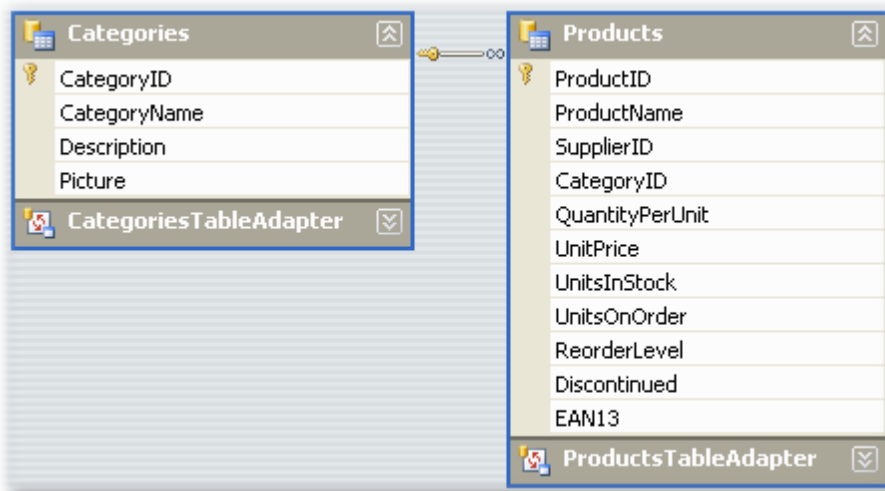 Categories
CategoryID
CategoryName
Description
Picture
CategoriesTableAdapter
Products
ProductID
ProductName
SupplierID
CategoryID
QuantityPerUnit
UnitPrice
UnitsInStock
UnitsOnOrder
ReorderLevel
Discontinued
EAN13
ProductsTableAdapter